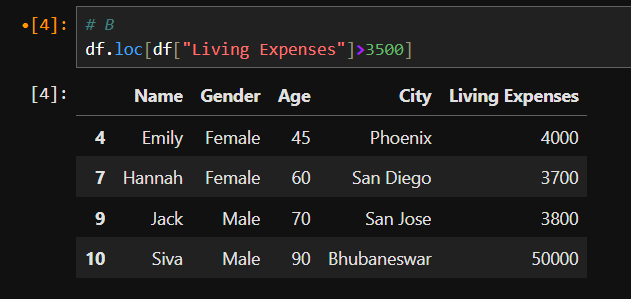 •[4]: # B
df.loc[df["Living Expenses"]>3500]
[4]: Name Gender Age City Living Expenses
4 Emily Female 45 Phoenix 4000
7 Hannah Female 60 San Diego 3700
9 Jack Male 70 San Jose 3800
10 Siva Male 90 Bhubaneswar 50000